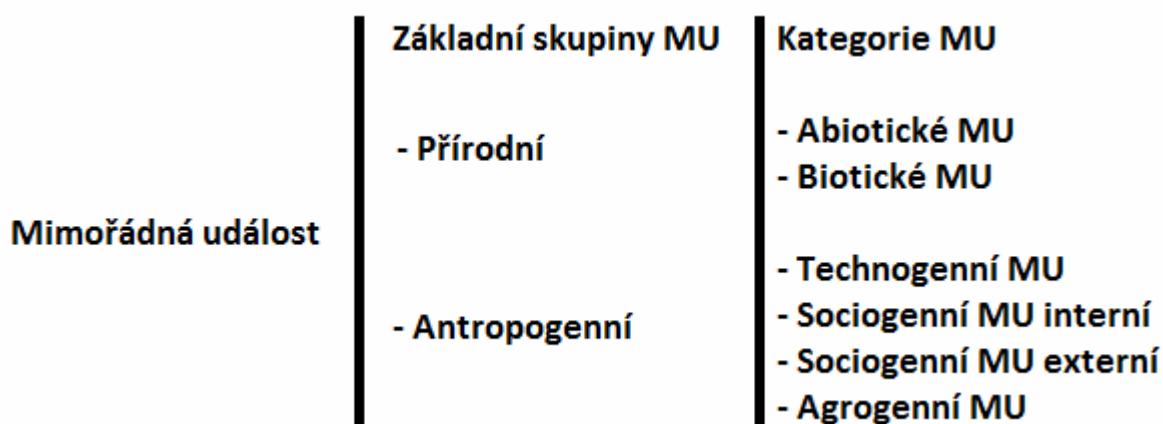 Základní skupiny MU
Kategorie MU
- Přírodní
- Abiotické MU
- Biotické MU
Mimořádná událost
- Antropogenní
- Technogenní MU
- Sociogenní MU interní
- Sociogenní MU externí
- Agrogenní MU